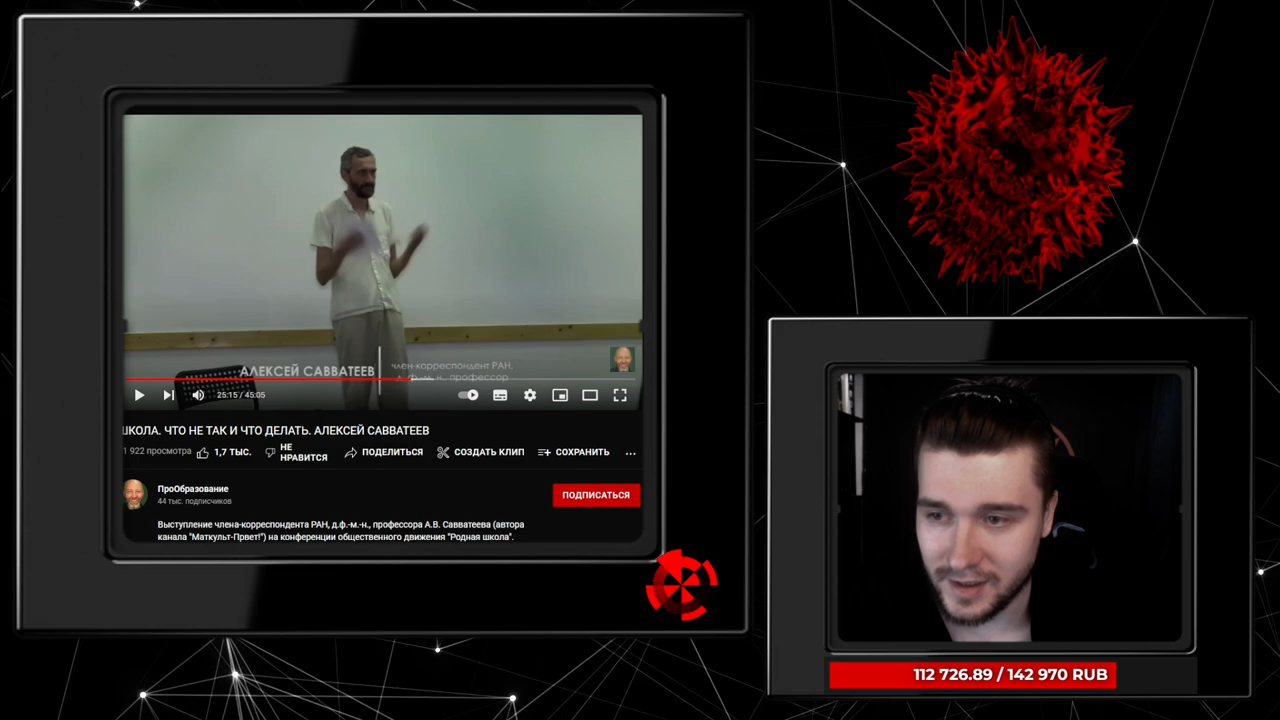 АЛЕКСЕЙ САВВАТЕЕВ
член-корреспондент РАН,
д.ф.-м. н., профессор
25:15 / 45:05
ШКОЛА. ЧТО НЕ ТАК И ЧТО ДЕЛАТЬ. АЛЕКСЕЙ САВВАТЕЕВ
1 922 просмотра
1,7 ТЫС.
НЕ
НРАВИТСЯ
ПОДЕЛИТЬСЯ
СОЗДАТЬ КЛИП
СОХРАНИТЬ
ПроОбразование
44 тыс. подписчиков
ПОДПИСАТЬСЯ
Выступление члена-корреспондента РАН, д.ф.-м.-н., профессора А.В. Савватеева (автора
канала "Маткульт-Првет!") на конференции общественного движения "Родная школа".
112 726.89 / 142 970 RUB